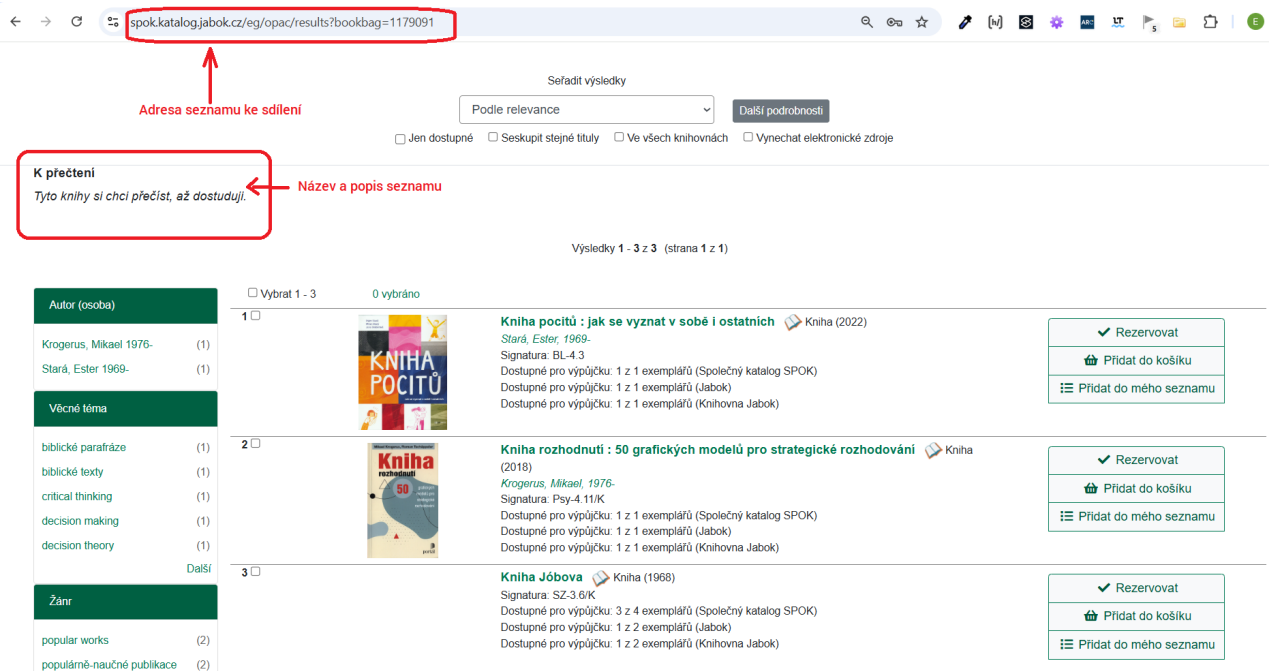 spok.katalog.jabok.cz/eg/opac/results?bookbag=1179091
ARC
LT
5
E
Adresa seznamu ke sdílení
Seřadit výsledky
Podle relevance
Další podrobnosti
Jen dostupné Seskupit stejné tituly Ve všech knihovnách Vynechat elektronické zdroje
K přečtení
Tyto knihy si chci přečíst, až dostuduji.
Název a popis seznamu
Výsledky 1 - 3 z 3 (strana 1 z 1)
Vybrat 1 - 3 0 vybráno
Autor (osoba)
Krogerus, Mikael 1976- (1)
Stará, Ester 1969- (1)
Věcné téma
biblické parafráze (1)
biblické texty (1)
critical thinking (1)
decision making (1)
decision theory (1)
Další
Žánr
popular works (2)
populárně-naučné publikace (2)
1
KNIHA
POCITŮ
Kniha pocitů : jak se vyznat v sobě i ostatních Kniha (2022)
Stará, Ester, 1969-
Signatura: BL-4.3
Dostupné pro výpůjčku: 1 z 1 exemplářů (Společný katalog SPOK)
Dostupné pro výpůjčku: 1 z 1 exemplářů (Jabok)
Dostupné pro výpůjčku: 1 z 1 exemplářů (Knihovna Jabok)
Rezervovat
Přidat do košíku
Přidat do mého seznamu
2
Kniha
rozhodnutí
50
portál
Kniha rozhodnutí : 50 grafických modelů pro strategické rozhodování Kniha
(2018)
Krogerus, Mikael, 1976-
Signatura: Psy-4.11/K
Dostupné pro výpůjčku: 1 z 1 exemplářů (Společný katalog SPOK)
Dostupné pro výpůjčku: 1 z 1 exemplářů (Jabok)
Dostupné pro výpůjčku: 1 z 1 exemplářů (Knihovna Jabok)
Rezervovat
Přidat do košíku
Přidat do mého seznamu
3
Kniha Jóbova Kniha (1968)
Signatura: SZ-3.6/K
Dostupné pro výpůjčku: 3 z 4 exemplářů (Společný katalog SPOK)
Dostupné pro výpůjčku: 1 z 2 exemplářů (Jabok)
Dostupné pro výpůjčku: 1 z 2 exemplářů (Knihovna Jabok)
Rezervovat
Přidat do košíku
Přidat do mého seznamu